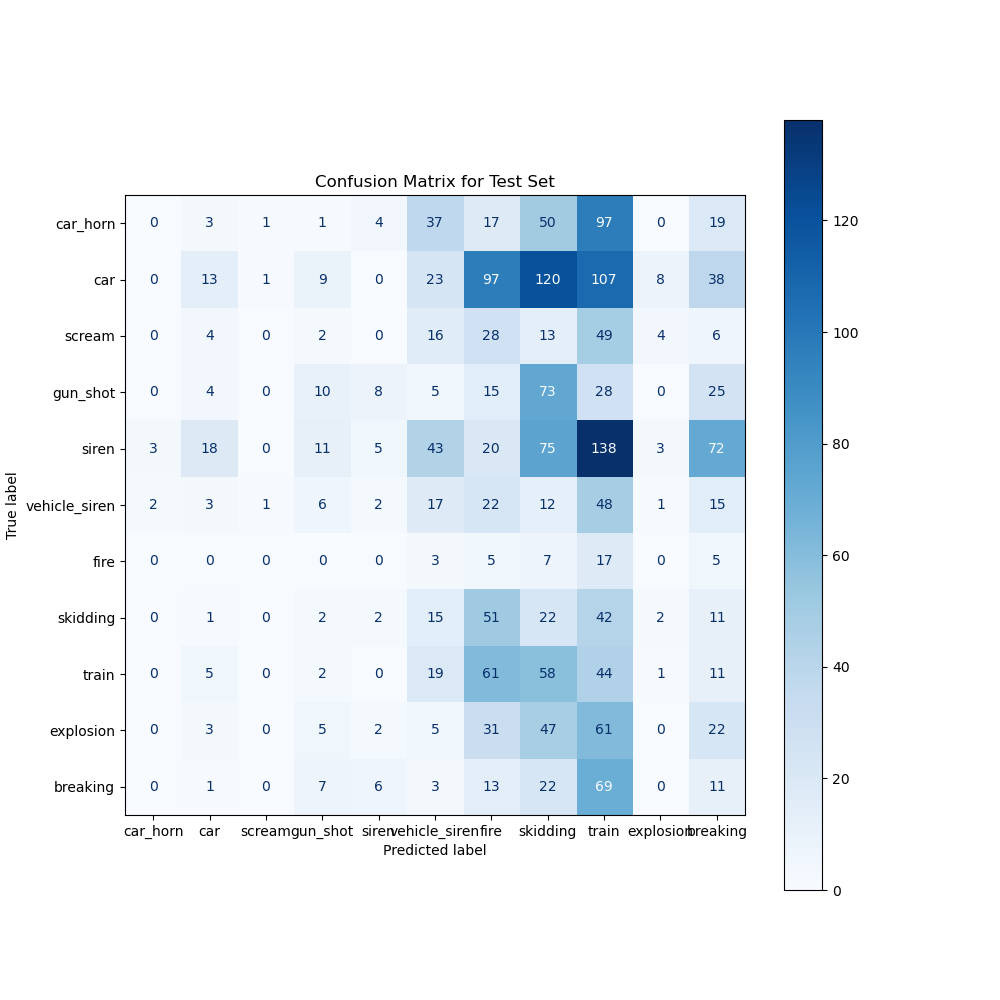 Confusion Matrix for Test Set
car_horn 0 3 1 1 4 37 17 50 97 0 19
car 0 13 1 9 0 23 97 120 107 8 38
scream 0 4 0 2 0 16 28 13 49 4 6
gun_shot 0 4 0 10 8 5 15 73 28 0 25
siren 3 18 0 11 5 43 20 75 138 3 72
vehicle_siren 2 3 1 6 2 17 22 12 48 1 15
fire 0 0 0 0 0 3 5 7 17 0 5
skidding 0 1 0 2 2 15 51 22 42 2 11
train 0 5 0 2 0 19 61 58 44 1 11
explosion 0 3 0 5 2 5 31 47 61 0 22
breaking 0 1 0 7 6 3 13 22 69 0 11
car_horn car scream gun_shot siren vehicle_siren fire skidding train explosion breaking
Predicted label
True label
120
100
80
60
40
20
0